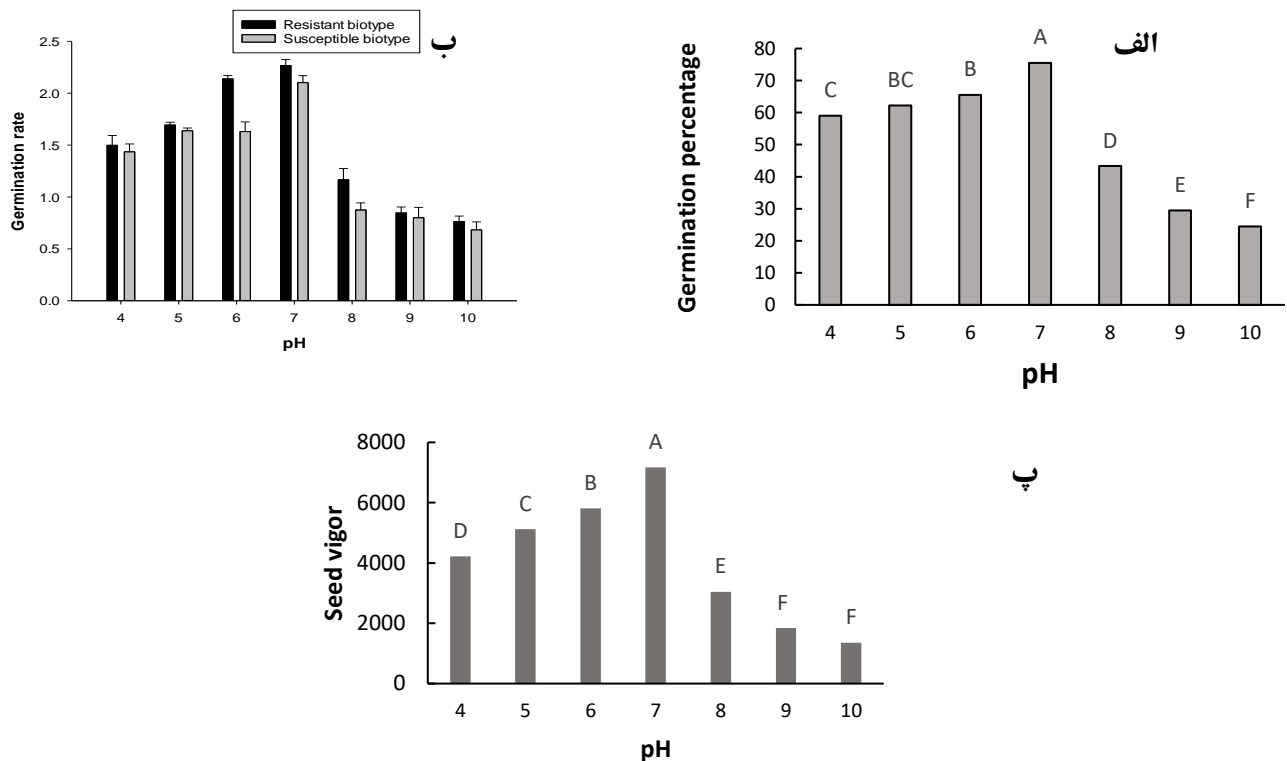 Resistant biotype
Susceptible biotype
ب
Germination rate
2.5
2.0
1.5
1.0
0.5
0.0
4 5 6 7 8 9 10
pH
الف
Germination percentage
80
70
60
50
40
30
20
10
0
C BC B A D E F
4 5 6 7 8 9 10
pH
پ
Seed vigor
8000
6000
4000
2000
0
D C B A E F F
4 5 6 7 8 9 10
pH